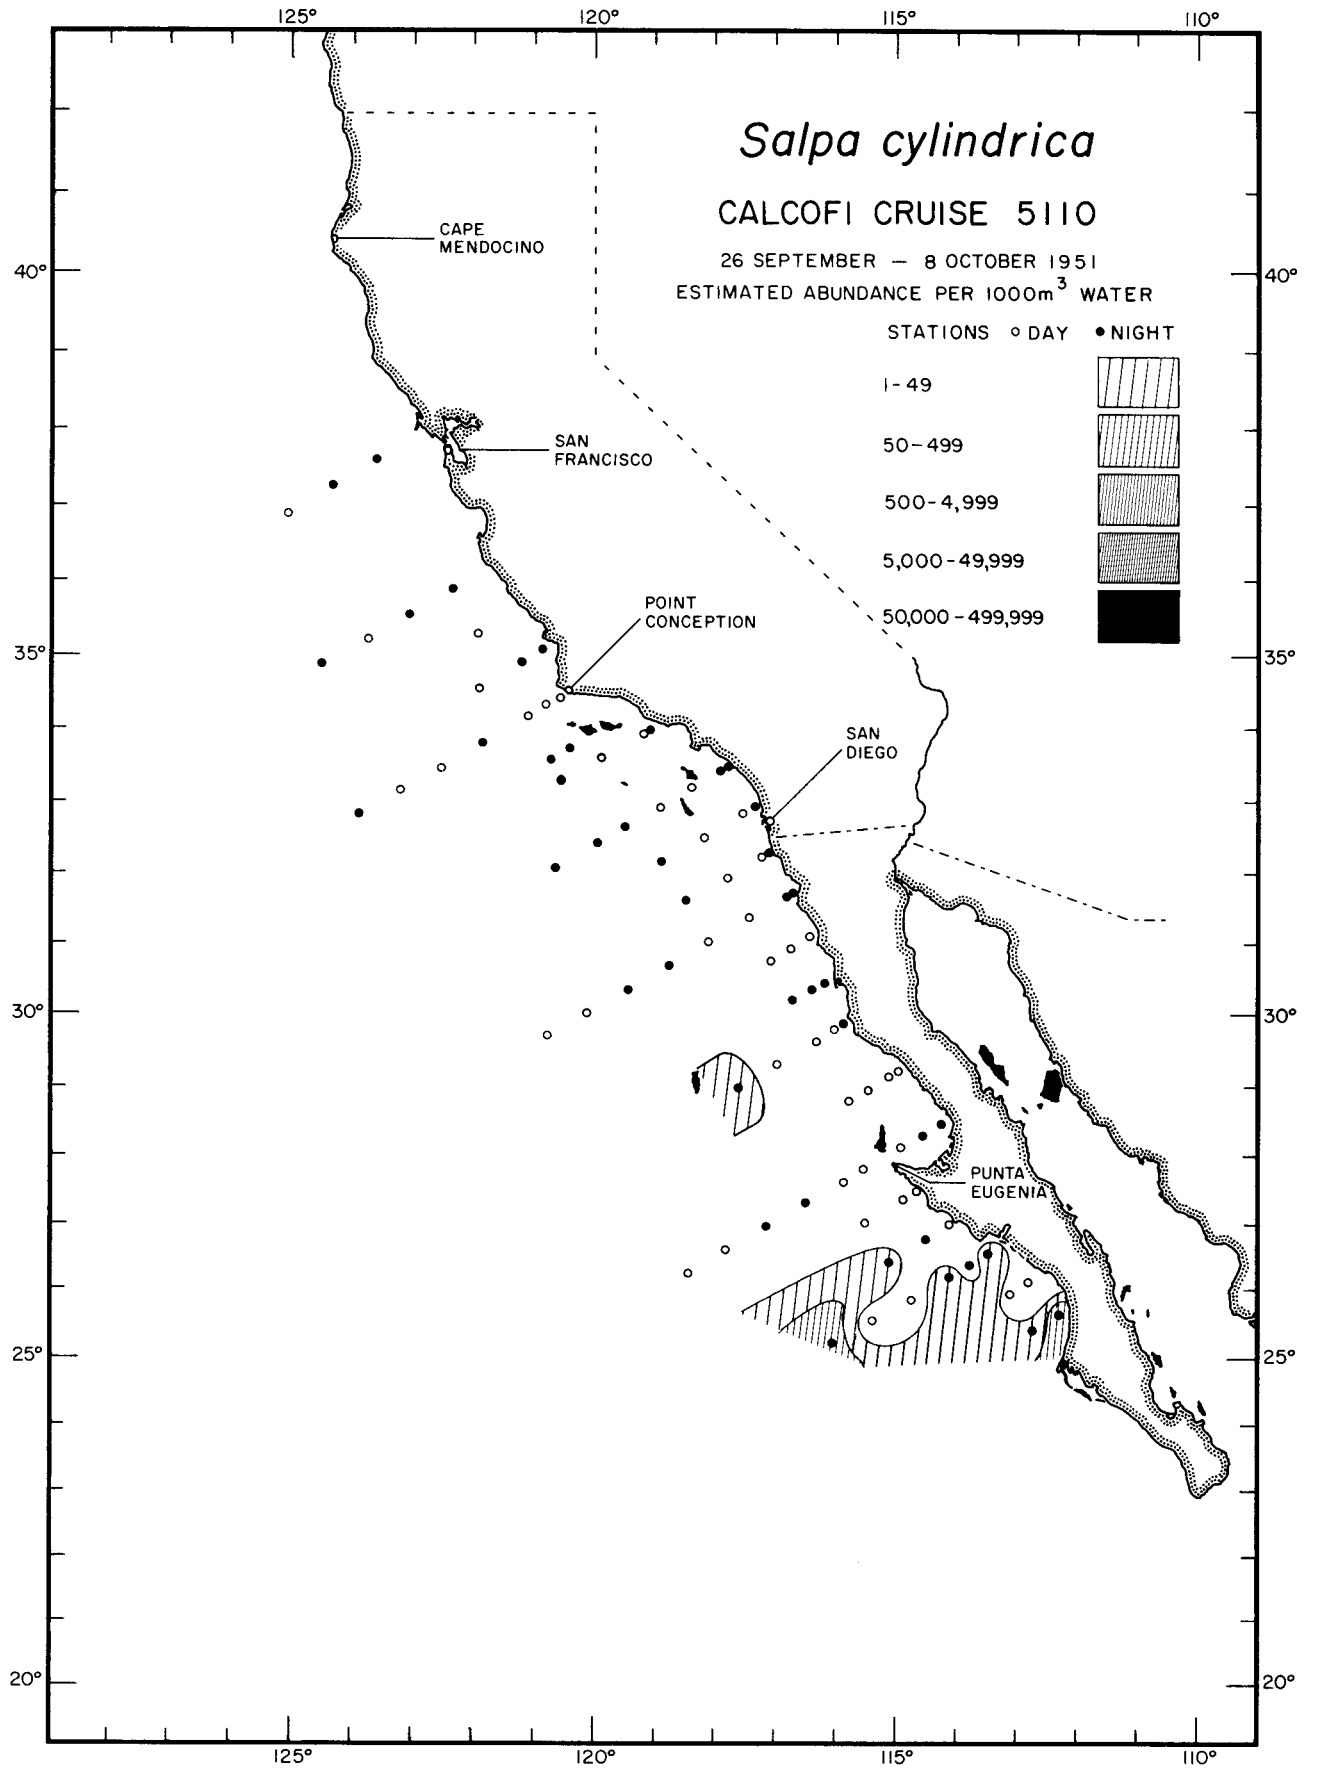 125° 120° 115° 110°
Salpa cylindrica
CALCOFI CRUISE 5110
26 SEPTEMBER — 8 OCTOBER 1951
ESTIMATED ABUNDANCE PER 1000m³ WATER
STATIONS ○ DAY ● NIGHT
1-49
50-499
500-4,999
5,000-49,999
50,000-499,999
CAPE
MENDOCINO
40° 40°
SAN
FRANCISCO
POINT
CONCEPTION
35° 35°
SAN
DIEGO
30° 30°
PUNTA
EUGENIA
25° 25°
20° 20°
125° 120° 115° 110°